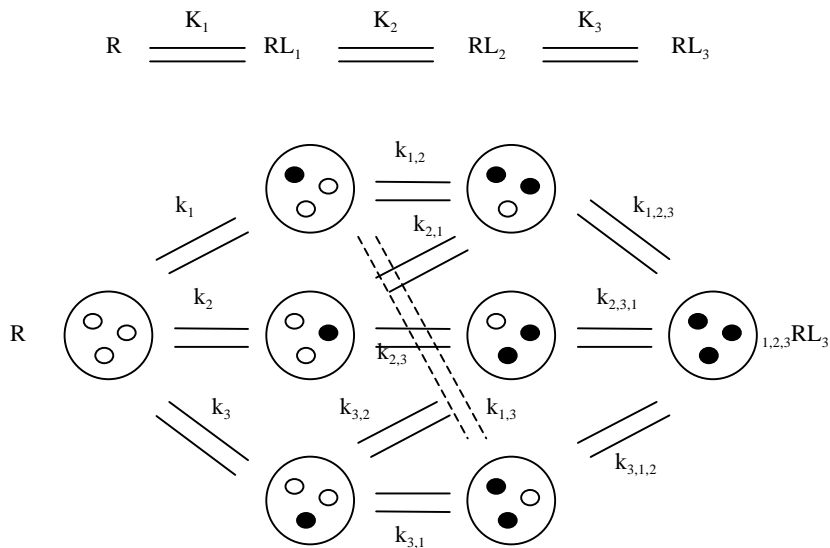 K₁ K₂ K₃
R RL₁ RL₂ RL₃
k₁,₂
k₁ k₂,₁ k₁,₂,₃
k₂ k₂,₃,₁
R ₁,₂,₃RL₃
k₂,₃
k₃ k₃,₂ k₁,₃
k₃,₁,₂
k₃,₁